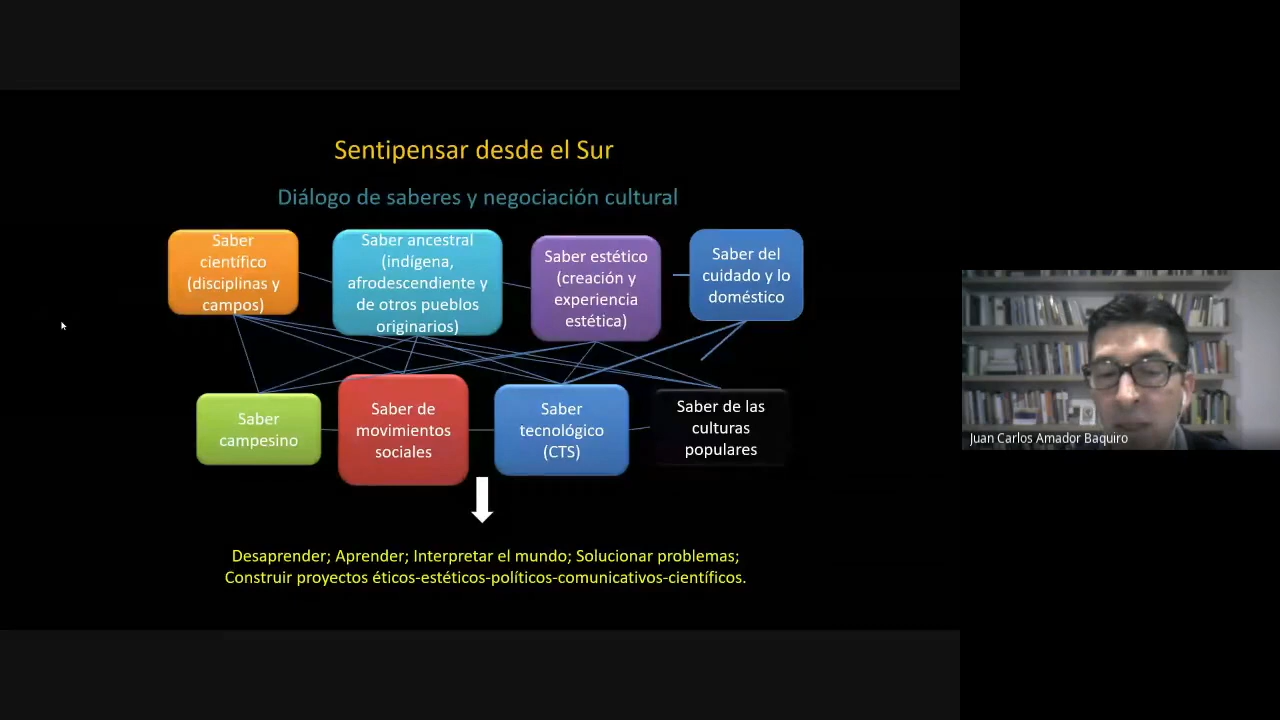 Sentipensar desde el Sur
Diálogo de saberes y negociación cultural
Saber
científico
(disciplinas y
campos)
Saber ancestral
(indígena,
afrodescendiente y
de otros pueblos
originarios)
Saber estético
(creación y
experiencia
estética)
Saber del
cuidado y lo
doméstico
Saber
campesino
Saber de
movimientos
sociales
Saber
tecnológico
(CTS)
Saber de las
culturas
populares
Desaprender; Aprender; Interpretar el mundo; Solucionar problemas;
Construir proyectos éticos-estéticos-políticos-comunicativos-científicos.
Juan Carlos Amador Baquiro